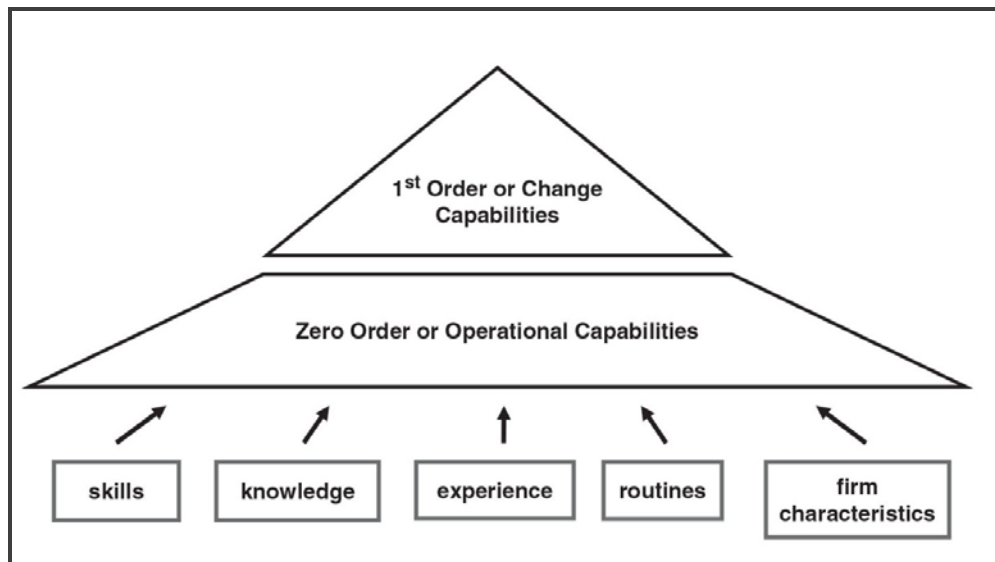 1st Order or Change
Capabilities
Zero Order or Operational Capabilities
skills
knowledge
experience
routines
firm
characteristics